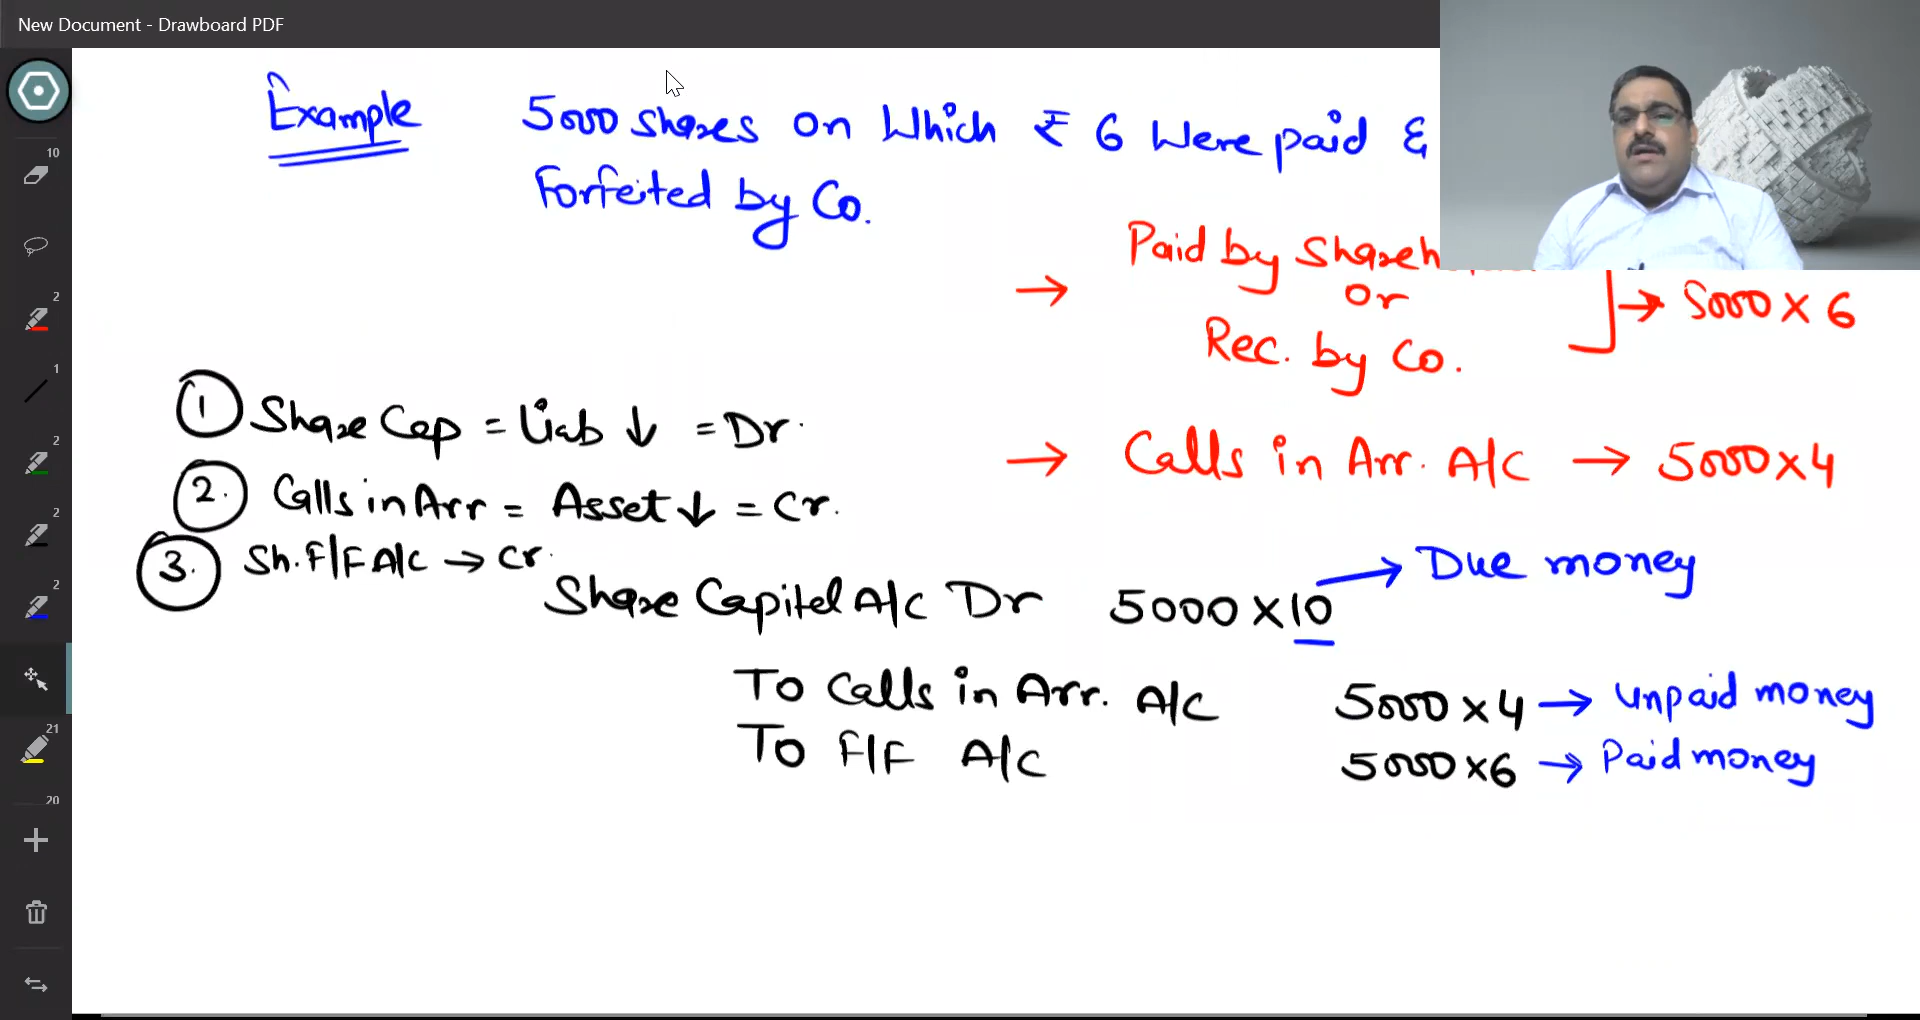 New Document - Drawboard PDF
Example 5000 shares on Which ₹ 6 Were paid &
Forfeited by Co.
→ Paid by
Or
Rec. by Co.
→ 5000 × 6
→ Calls in Arr. A/C → 5000 × 4
1 Share Cap = Liab ↓ = Dr.
2. Calls in Arr = Asset ↓ = Cr.
3. Sh. F/F A/C → Cr.
Share Capital A/C Dr 5000 × 10 → Due money
To Calls in Arr. A/C 5000 × 4 → Unpaid money
To F/F A/C 5000 × 6 → Paid money
10
2
1
2
2
2
21
20